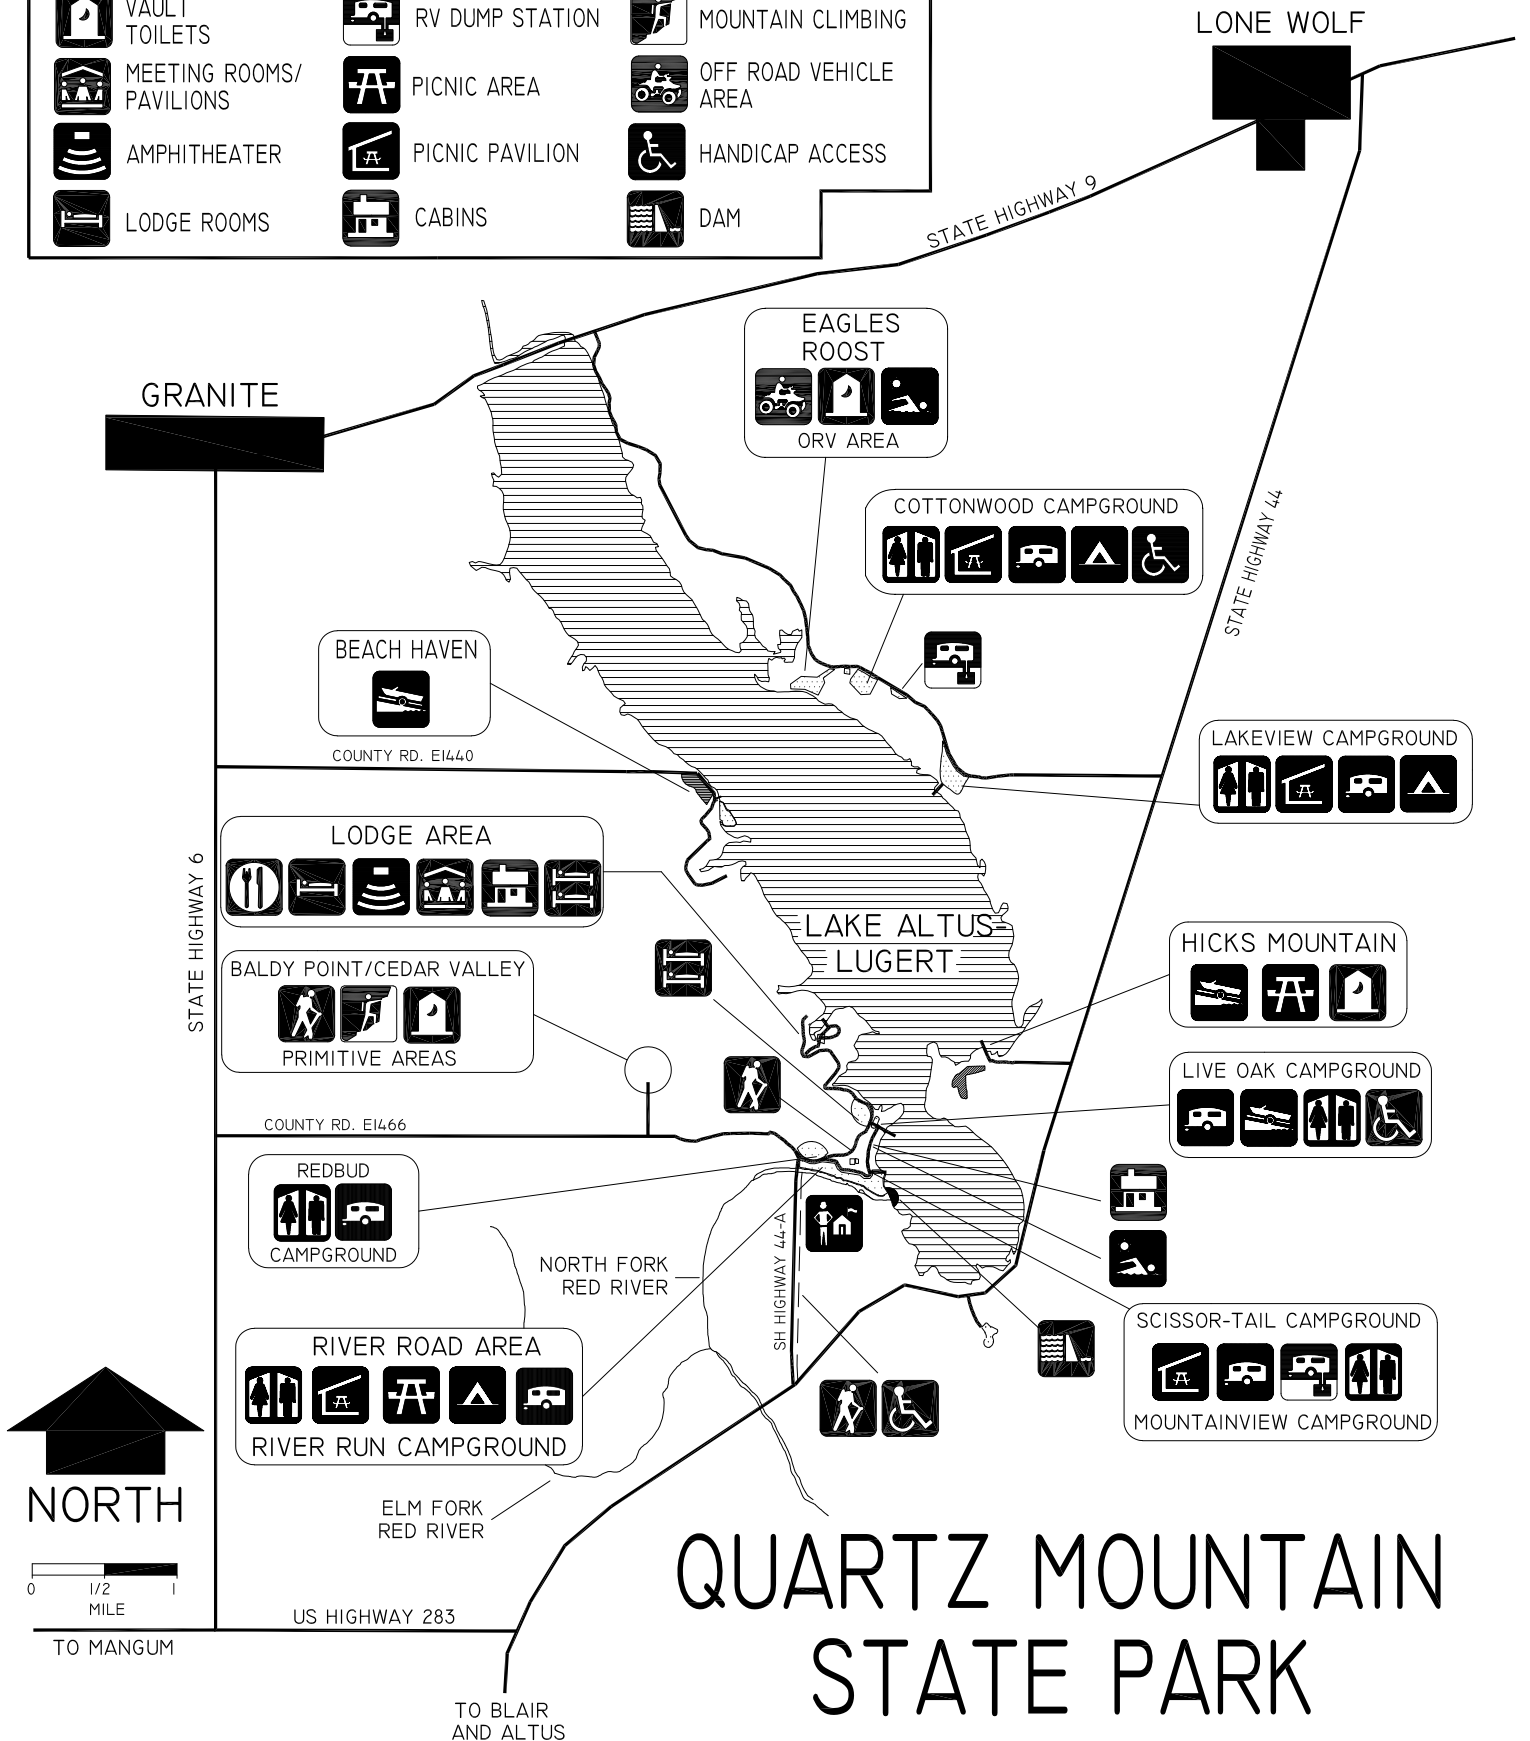 VAULT
TOILETS
RV DUMP STATION
MOUNTAIN CLIMBING
MEETING ROOMS/
PAVILIONS
PICNIC AREA
OFF ROAD VEHICLE
AREA
AMPHITHEATER
PICNIC PAVILION
HANDICAP ACCESS
LODGE ROOMS
CABINS
DAM
LONE WOLF
STATE HIGHWAY 9
EAGLES
ROOST
ORV AREA
GRANITE
COTTONWOOD CAMPGROUND
STATE HIGHWAY 44
BEACH HAVEN
COUNTY RD. E1440
LAKEVIEW CAMPGROUND
LODGE AREA
STATE HIGHWAY 6
LAKE ALTUS-
LUGERT
HICKS MOUNTAIN
BALDY POINT/CEDAR VALLEY
PRIMITIVE AREAS
LIVE OAK CAMPGROUND
COUNTY RD. E1466
REDBUD
CAMPGROUND
NORTH FORK
RED RIVER
SH HIGHWAY 44-A
SCISSOR-TAIL CAMPGROUND
MOUNTAINVIEW CAMPGROUND
RIVER ROAD AREA
RIVER RUN CAMPGROUND
NORTH
ELM FORK
RED RIVER
0 1/2 1
MILE
US HIGHWAY 283
TO MANGUM
TO BLAIR
AND ALTUS
QUARTZ MOUNTAIN
STATE PARK